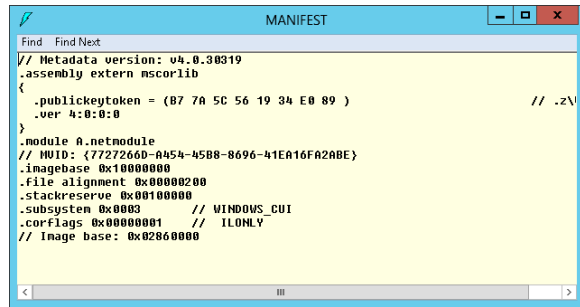 MANIFEST
Find Find Next
// Metadata version: v4.0.30319
.assembly extern mscorlib
{
.publickeytoken = (B7 7A 5C 56 19 34 E0 89 ) // .z\
.ver 4:0:0:0
}
.module A.netmodule
// MVID: {7727266D-A454-45B8-8696-41EA16FA2ABE}
.imagebase 0x10000000
.file alignment 0x00000200
.stackreserve 0x00100000
.subsystem 0x0003 // WINDOWS_CUI
.corflags 0x00000001 // ILONLY
// Image base: 0x02860000